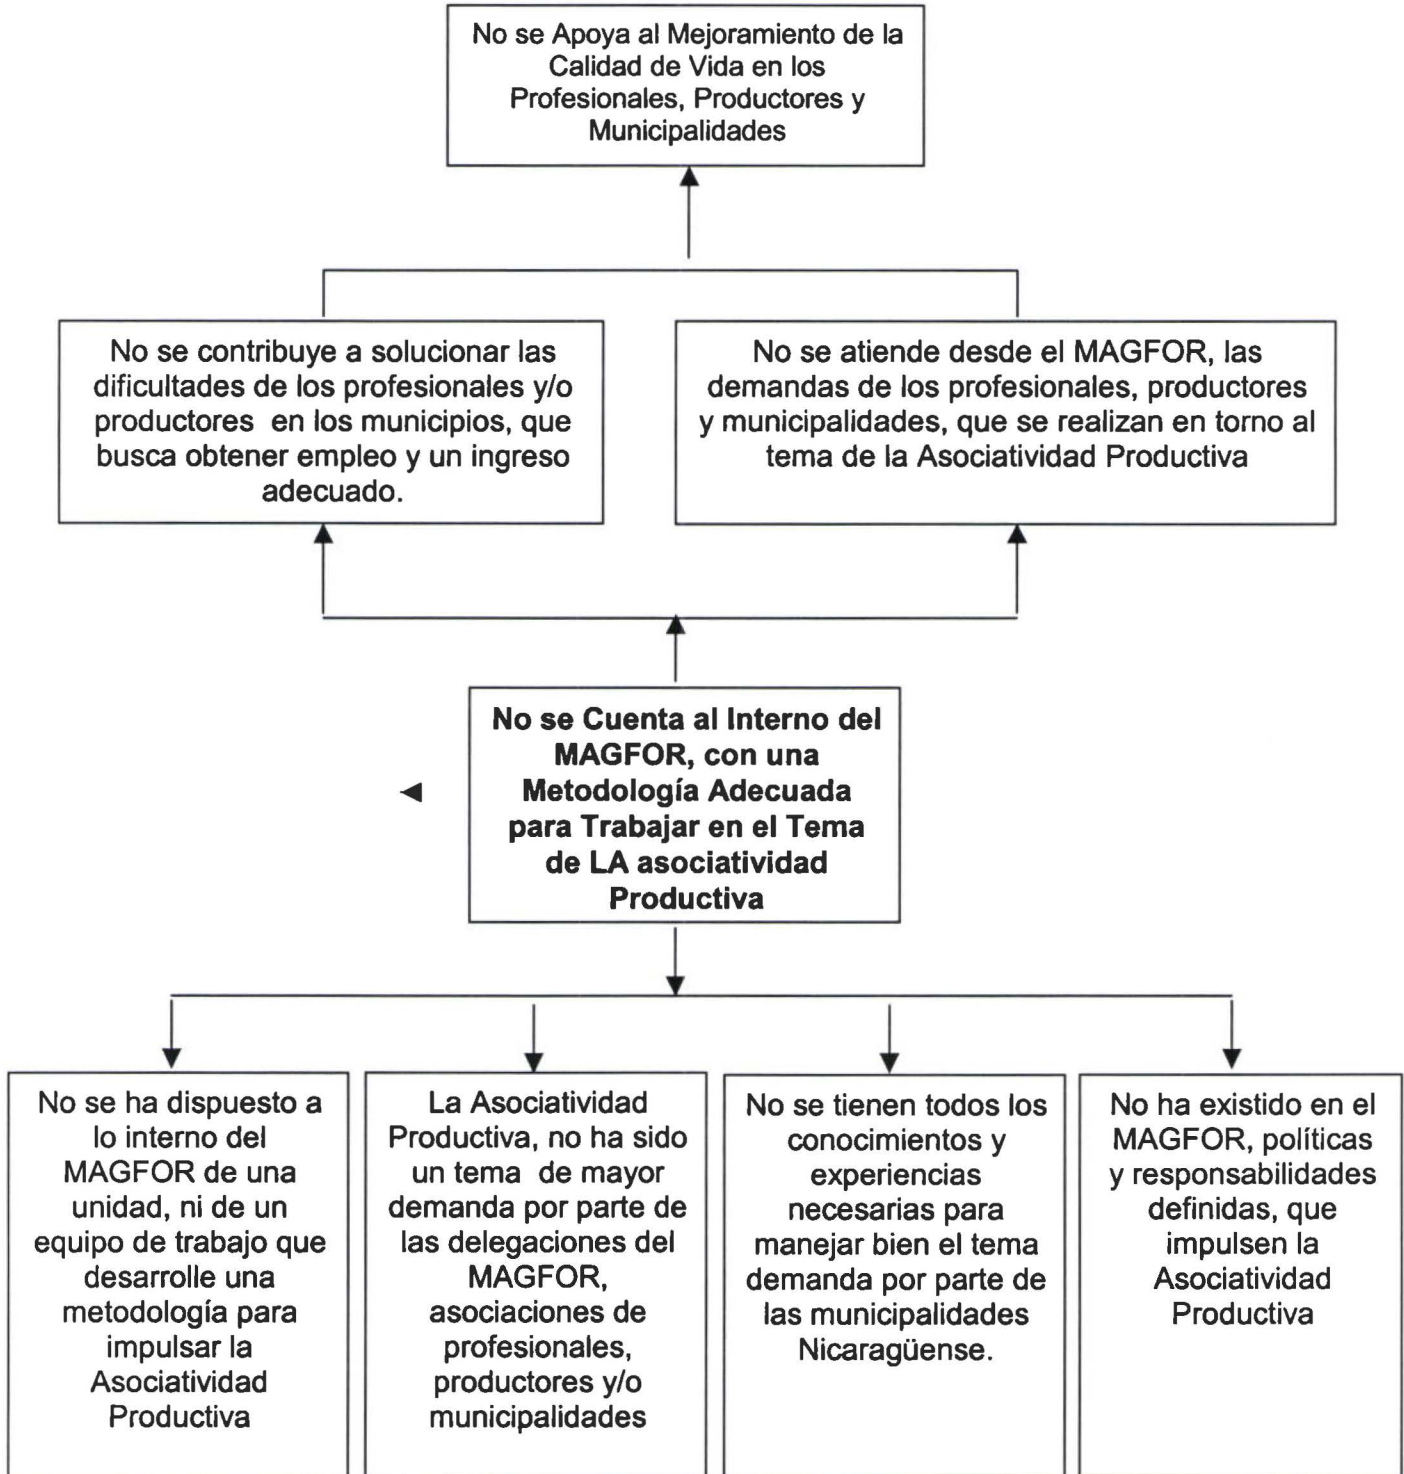 No se Apoya al Mejoramiento de la
Calidad de Vida en los
Profesionales, Productores y
Municipalidades
No se contribuye a solucionar las
dificultades de los profesionales y/o
productores en los municipios, que
busca obtener empleo y un ingreso
adecuado.
No se atiende desde el MAGFOR, las
demandas de los profesionales, productores
y municipalidades, que se realizan en torno al
tema de la Asociatividad Productiva
No se Cuenta al Interno del
MAGFOR, con una
Metodología Adecuada
para Trabajar en el Tema
de LA asociatividad
Productiva
No se ha dispuesto a
lo interno del
MAGFOR de una
unidad, ni de un
equipo de trabajo que
desarrolle una
metodología para
impulsar la
Asociatividad
Productiva
La Asociatividad
Productiva, no ha sido
un tema de mayor
demanda por parte de
las delegaciones del
MAGFOR,
asociaciones de
profesionales,
productores y/o
municipalidades
No se tienen todos los
conocimientos y
experiencias
necesarias para
manejar bien el tema
demanda por parte de
las municipalidades
Nicaragüense.
No ha existido en el
MAGFOR, políticas
y responsabilidades
definidas, que
impulsen la
Asociatividad
Productiva